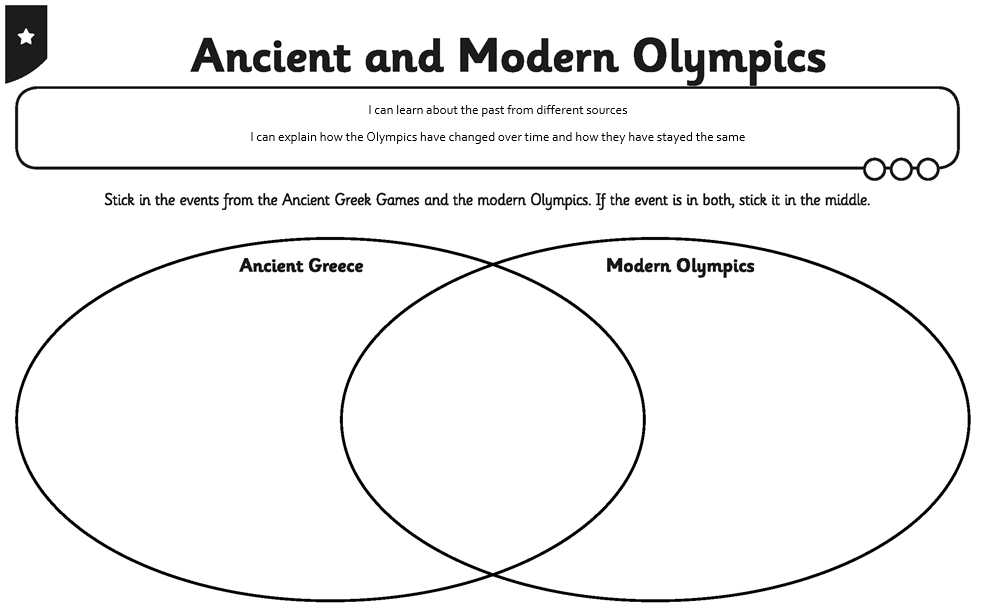 Ancient and Modern Olympics
I can learn about the past from different sources
I can explain how the Olympics have changed over time and how they have stayed the same
Stick in the events from the Ancient Greek Games and the modern Olympics. If the event is in both, stick it in the middle.
Ancient Greece
Modern Olympics